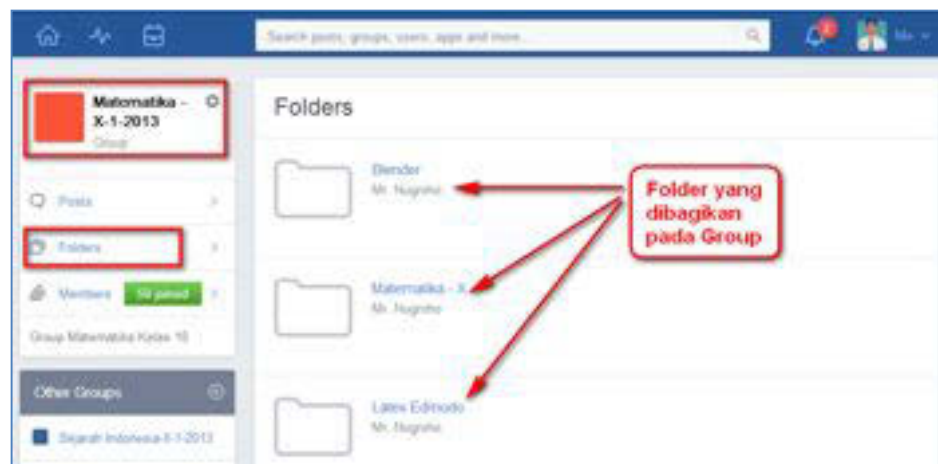 Search posts, groups, users, apps and more...
Me
Matematika -
X-1-2013
Group
Posts
Folders
Members
joined
Group Matematika Kelas 10
Other Groups
Sejarah Indonesia-X-1-2013
Folders
Blender
Mr. Nugroho
Matematika - X
Mr. Nugroho
Latex Edmodo
Mr. Nugroho
Folder yang
dibagikan
pada Group